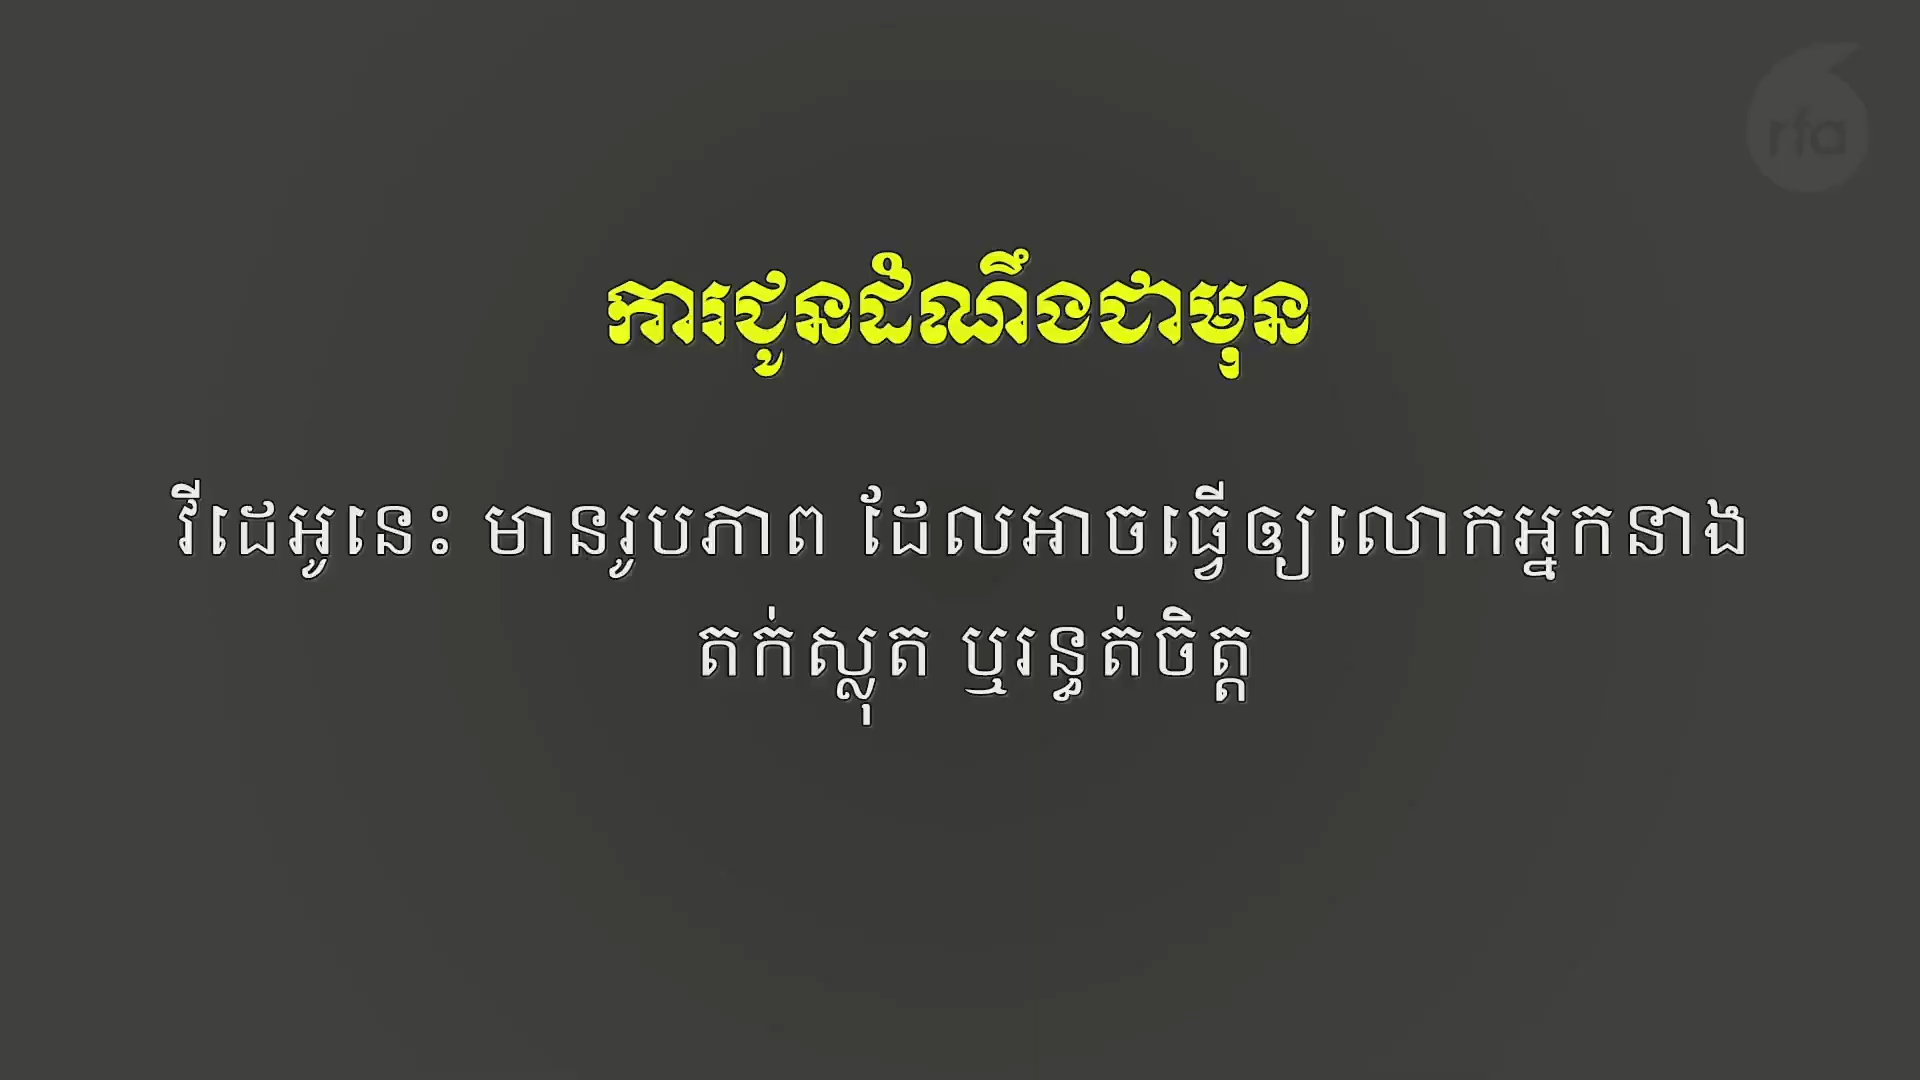 rfa
ការជូនដំណឹងជាមុន
វីដេអូនេះ មានរូបភាព ដែលអាចធ្វើឲ្យលោកអ្នកនាង
តក់ស្លុត ឬរន្ធត់ចិត្ត